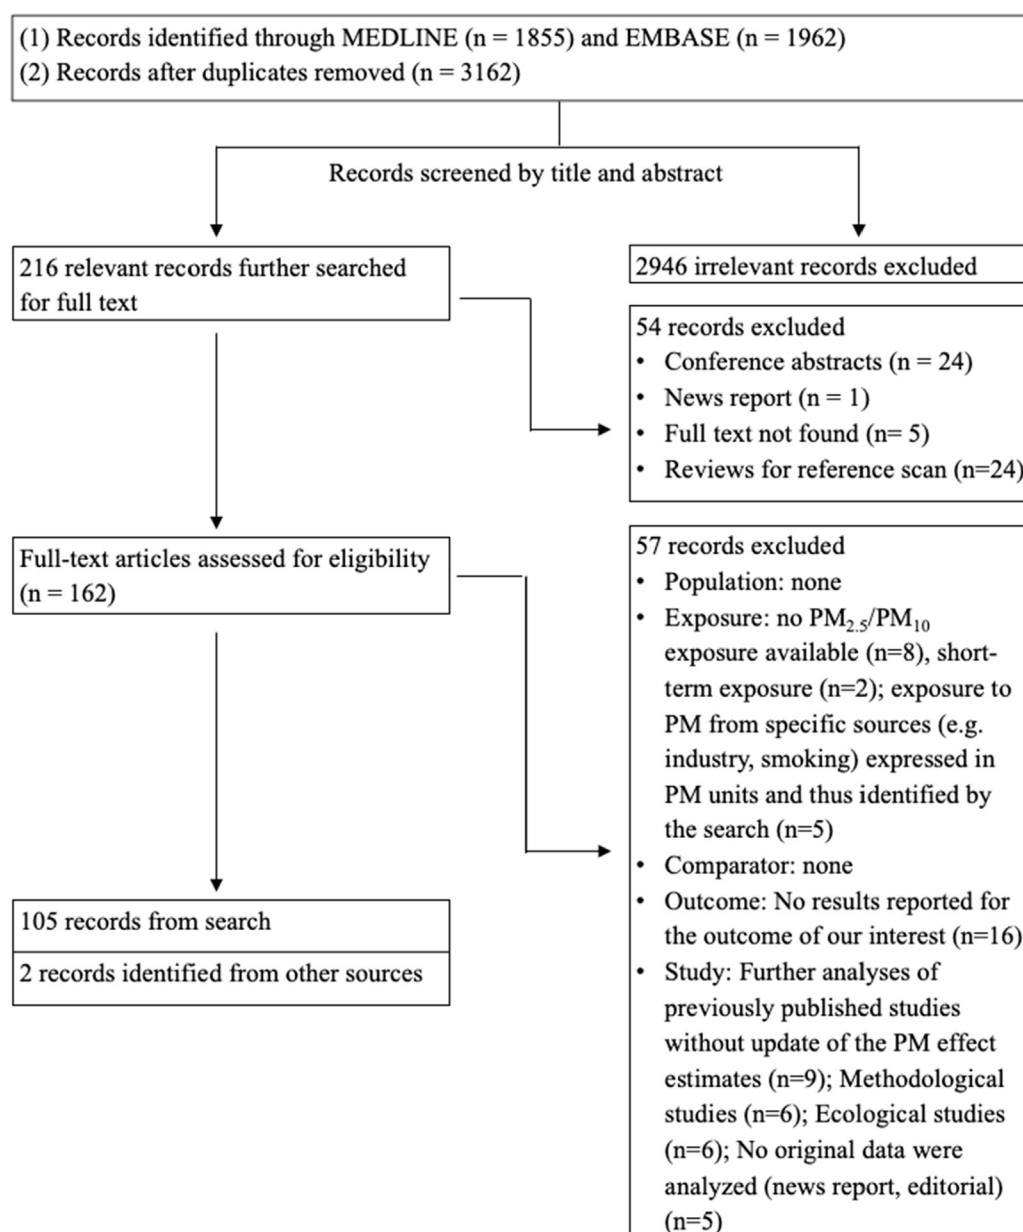 (1) Records identified through MEDLINE (n = 1855) and EMBASE (n = 1962)
(2) Records after duplicates removed (n = 3162)
Records screened by title and abstract
216 relevant records further searched
for full text
2946 irrelevant records excluded
54 records excluded
• Conference abstracts (n = 24)
• News report (n = 1)
• Full text not found (n= 5)
• Reviews for reference scan (n=24)
Full-text articles assessed for eligibility
(n = 162)
57 records excluded
• Population: none
• Exposure: no PM2.5/PM10
exposure available (n=8), short-
term exposure (n=2); exposure to
PM from specific sources (e.g.
industry, smoking) expressed in
PM units and thus identified by
the search (n=5)
• Comparator: none
• Outcome: No results reported for
the outcome of our interest (n=16)
• Study: Further analyses of
previously published studies
without update of the PM effect
estimates (n=9); Methodological
studies (n=6); Ecological studies
(n=6); No original data were
analyzed (news report, editorial)
(n=5)
105 records from search
2 records identified from other sources